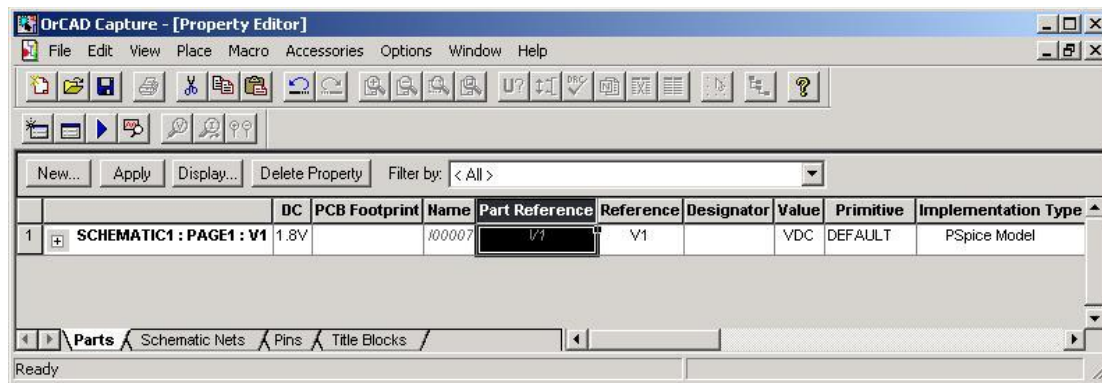 OrCAD Capture - [Property Editor]
File Edit View Place Macro Accessories Options Window Help
U? DRC
New... Apply Display... Delete Property Filter by: < All >
DC PCB Footprint Name Part Reference Reference Designator Value Primitive Implementation Type
1 SCHEMATIC1 : PAGE1 : V1 1.8V I00007 V1 V1 VDC DEFAULT PSpice Model
Parts Schematic Nets Pins Title Blocks
Ready